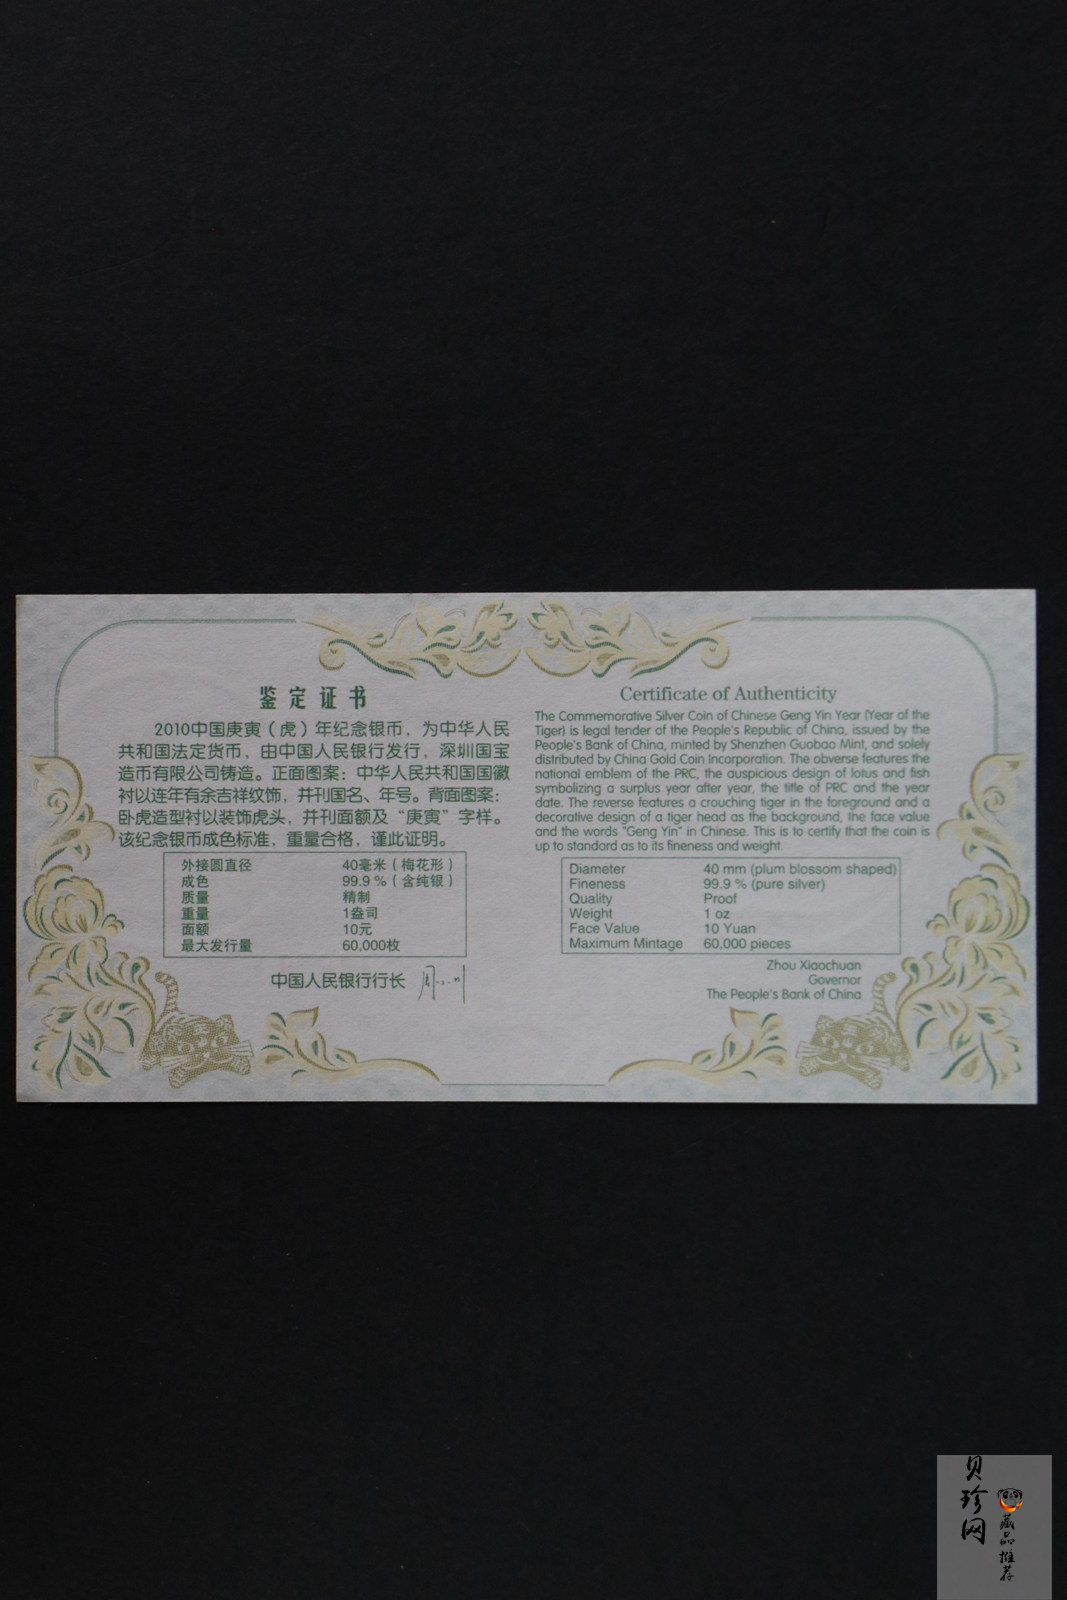 鉴定证书
2010中国庚寅（虎）年纪念银币，为中华人民
共和国法定货币，由中国人民银行发行，深圳国宝
造币有限公司铸造。正面图案：中华人民共和国国徽
衬以连年有余吉祥纹饰，并刊国名、年号。背面图案：
卧虎造型衬以装饰虎头，并刊面额及“庚寅”字样。
该纪念银币成色标准，重量合格，谨此证明。
外接圆直径 40毫米（梅花形）
成色 99.9％（含纯银）
质量 精制
重量 1盎司
面额 10元
最大发行量 60,000枚
中国人民银行行长
Certificate of Authenticity
The Commemorative Silver Coin of Chinese Geng Yin Year (Year of the
Tiger) is legal tender of the People's Republic of China, issued by the
People's Bank of China, minted by Shenzhen Guobao Mint, and solely
distributed by China Gold Coin Incorporation. The obverse features the
national emblem of the PRC, the auspicious design of lotus and fish
symbolizing a surplus year after year, the title of PRC and the year
date. The reverse features a crouching tiger in the foreground and a
decorative design of a tiger head as the background, the face value
and the words "Geng Yin" in Chinese. This is to certify that the coin is
up to standard as to its fineness and weight.
Diameter 40 mm (plum blossom shaped)
Fineness 99.9 % (pure silver)
Quality Proof
Weight 1 oz
Face Value 10 Yuan
Maximum Mintage 60,000 pieces
Zhou Xiaochuan
Governor
The People's Bank of China
王
王
贝珍网
藏品推荐